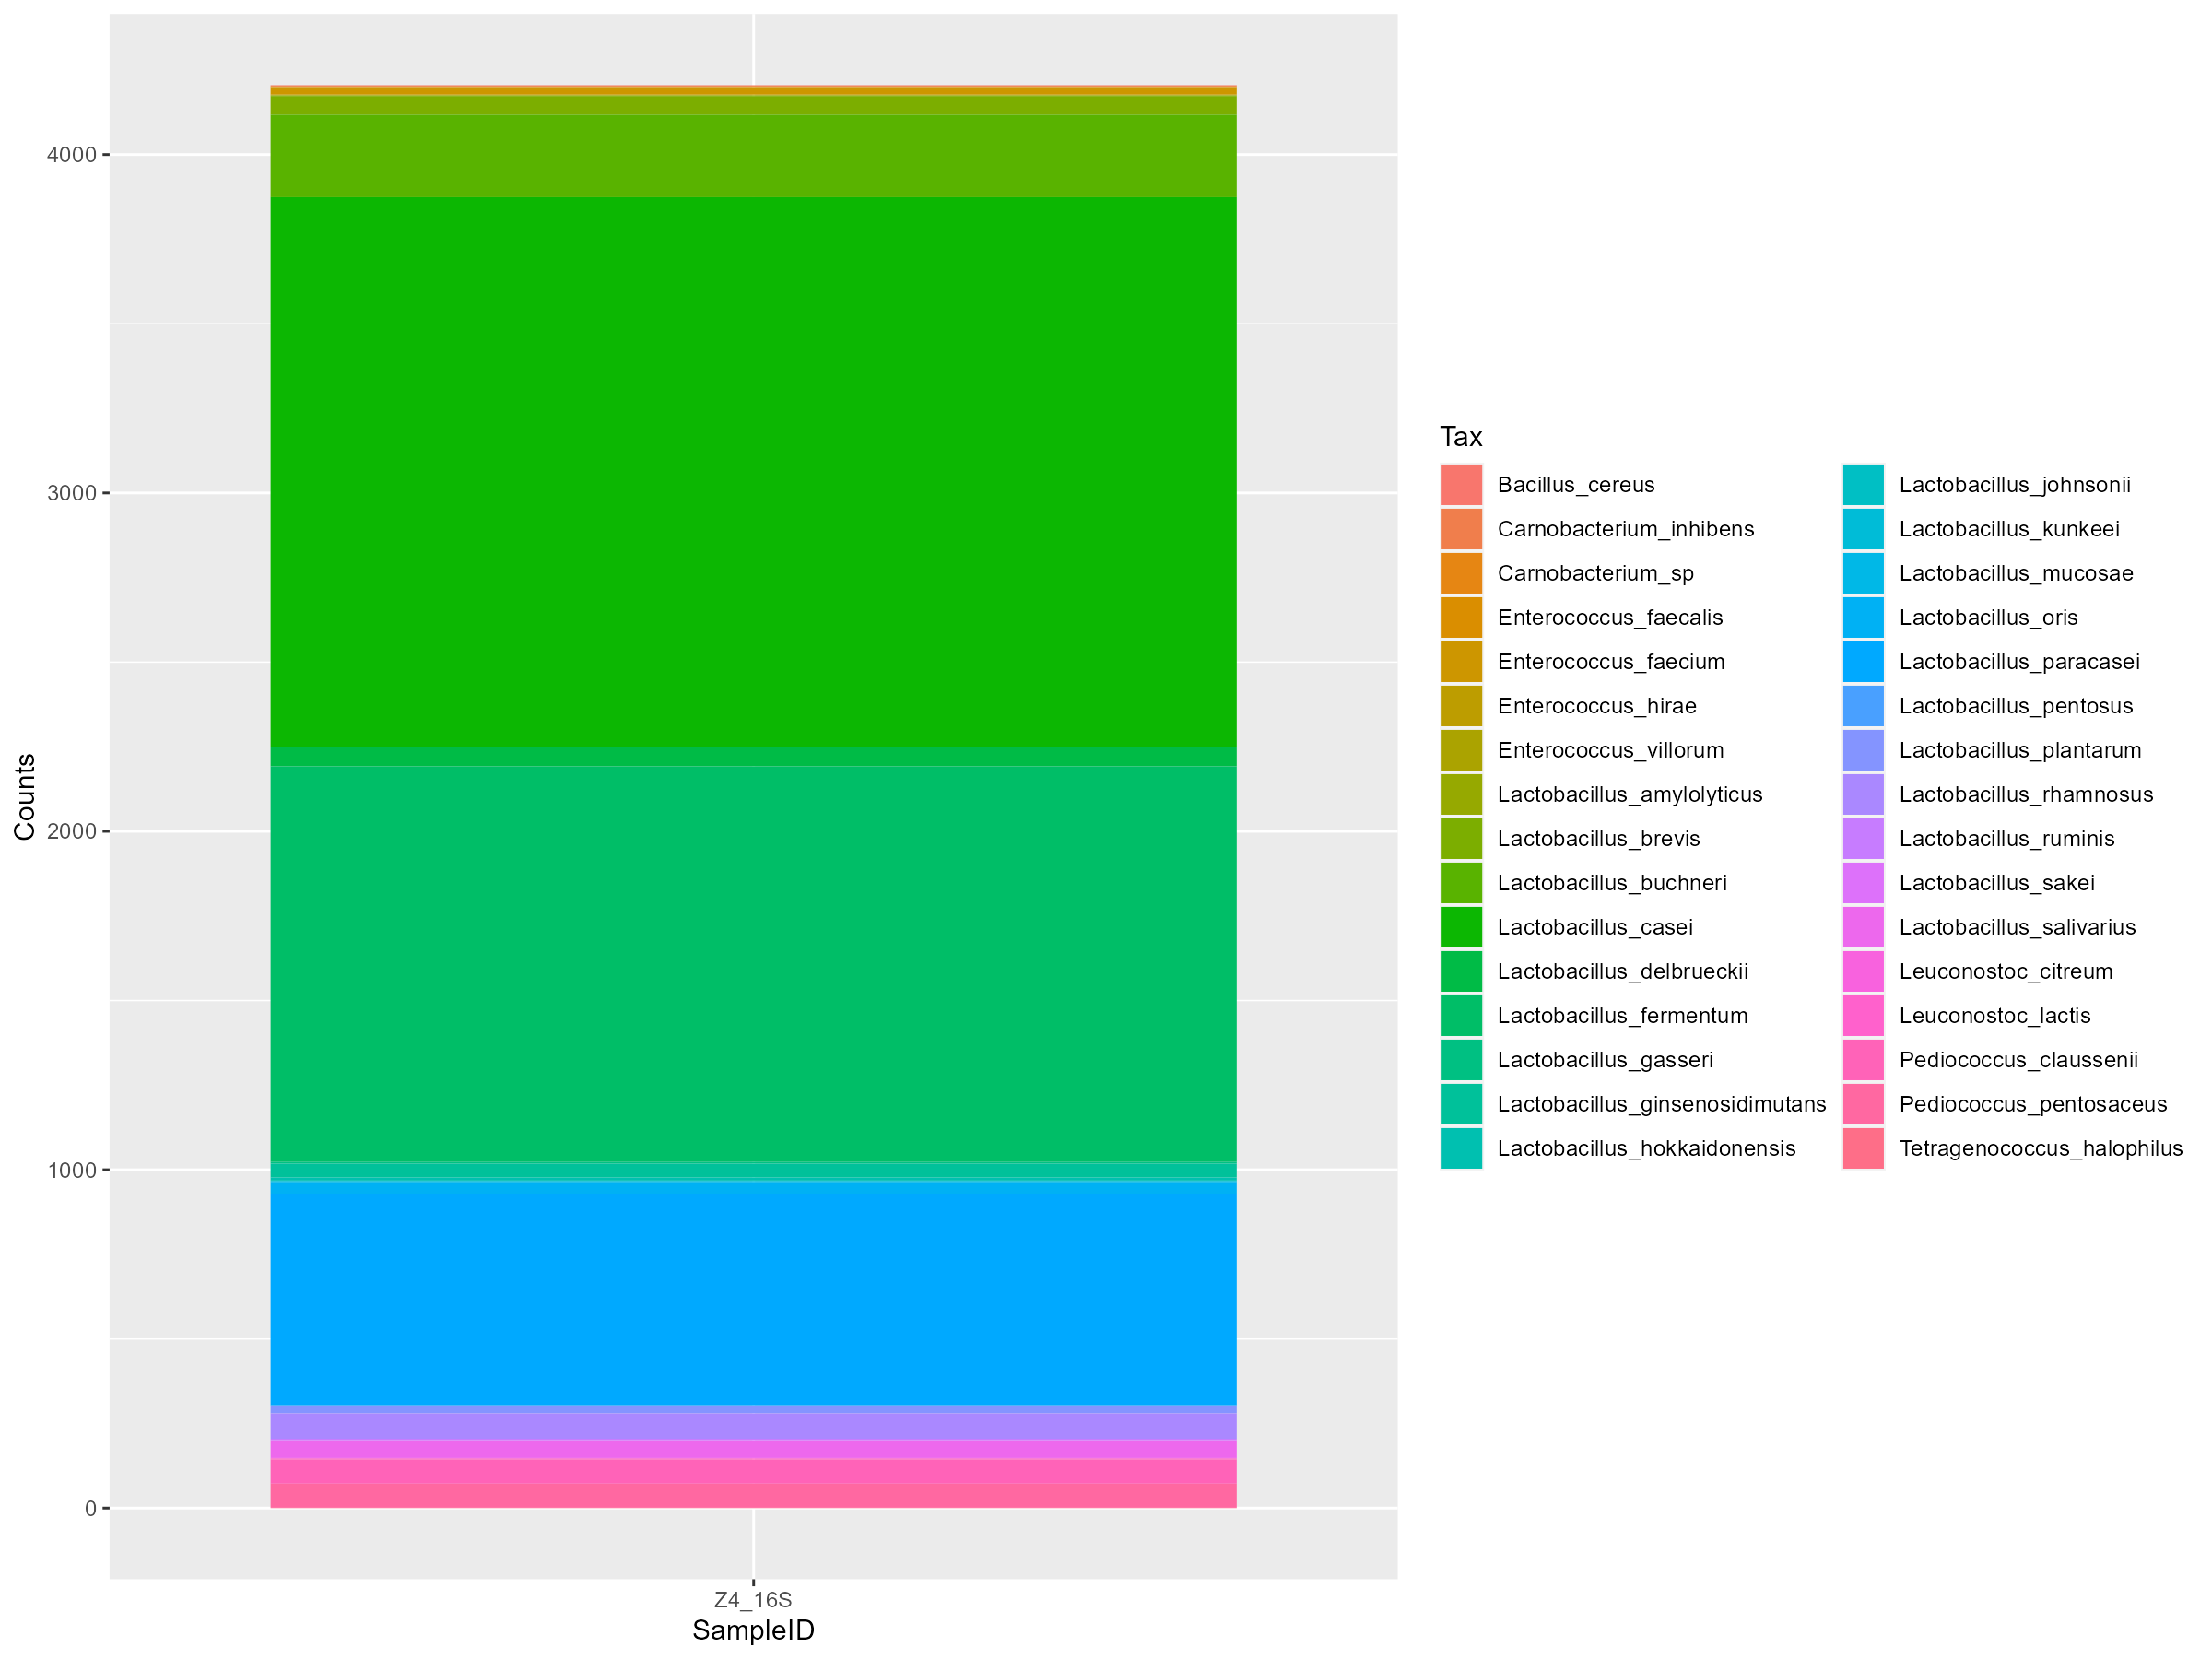 Counts
4000
3000
2000
1000
0
Z4_16S
SampleID
Tax
Bacillus_cereus
Carnobacterium_inhibens
Carnobacterium_sp
Enterococcus_faecalis
Enterococcus_faecium
Enterococcus_hirae
Enterococcus_villorum
Lactobacillus_amylolyticus
Lactobacillus_brevis
Lactobacillus_buchneri
Lactobacillus_casei
Lactobacillus_delbrueckii
Lactobacillus_fermentum
Lactobacillus_gasseri
Lactobacillus_ginsenosidimutans
Lactobacillus_hokkaidonensis
Lactobacillus_johnsonii
Lactobacillus_kunkeei
Lactobacillus_mucosae
Lactobacillus_oris
Lactobacillus_paracasei
Lactobacillus_pentosus
Lactobacillus_plantarum
Lactobacillus_rhamnosus
Lactobacillus_ruminis
Lactobacillus_sakei
Lactobacillus_salivarius
Leuconostoc_citreum
Leuconostoc_lactis
Pediococcus_claussenii
Pediococcus_pentosaceus
Tetragenococcus_halophilus